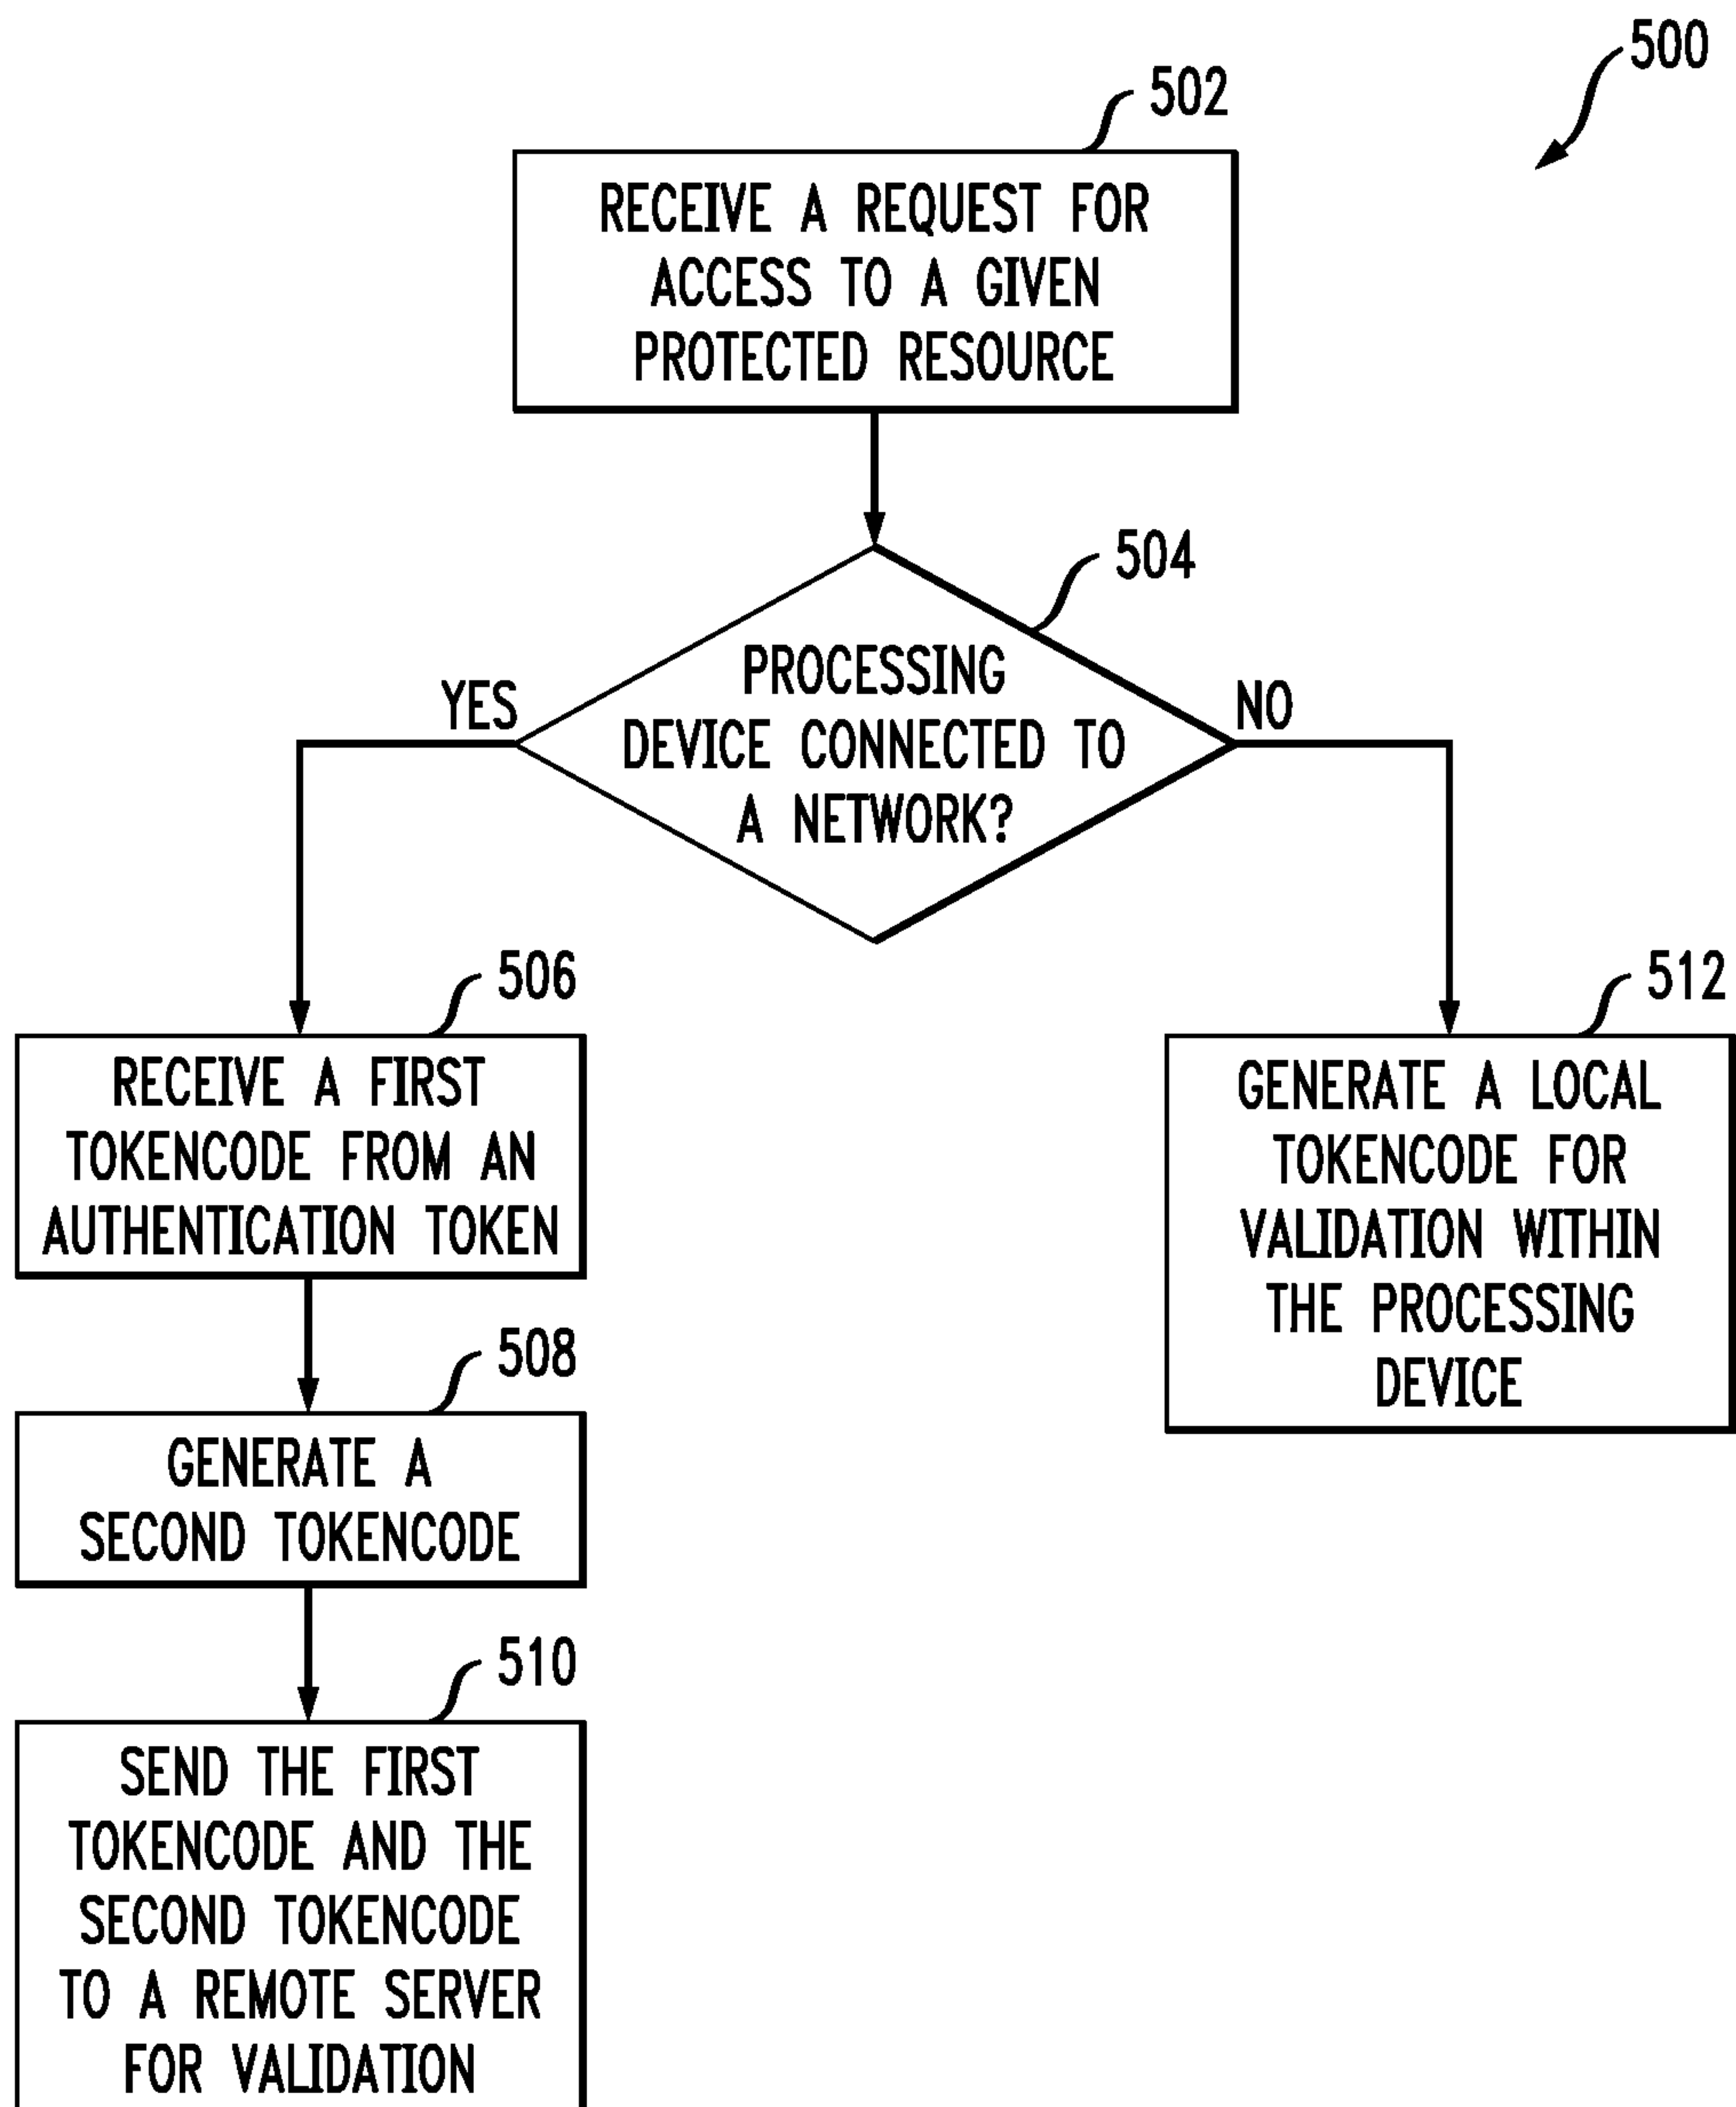 500
502
RECEIVE A REQUEST FOR
ACCESS TO A GIVEN
PROTECTED RESOURCE
504
PROCESSING
DEVICE CONNECTED TO
A NETWORK?
YES
NO
506
RECEIVE A FIRST
TOKENCODE FROM AN
AUTHENTICATION TOKEN
508
GENERATE A
SECOND TOKENCODE
510
SEND THE FIRST
TOKENCODE AND THE
SECOND TOKENCODE
TO A REMOTE SERVER
FOR VALIDATION
512
GENERATE A LOCAL
TOKENCODE FOR
VALIDATION WITHIN
THE PROCESSING
DEVICE